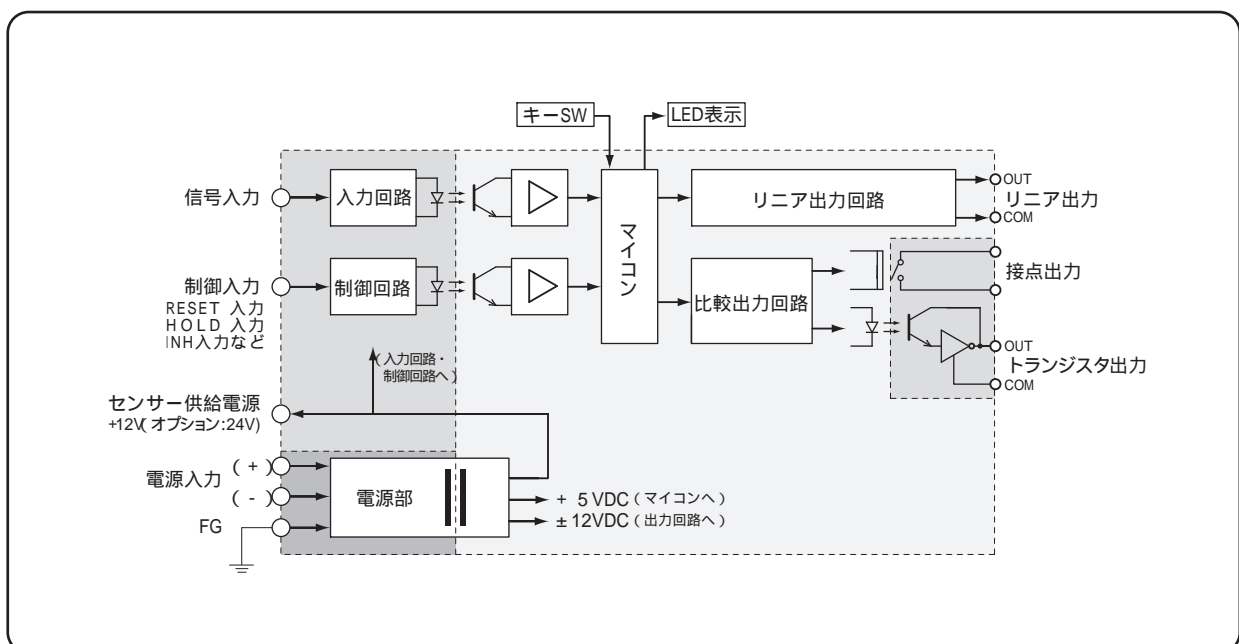 キーSW
LED表示
信号入力
入力回路
マイコン
リニア出力回路
OUT
リニア出力
COM
制御入力
RESET 入力
HOLD 入力
INH入力など
制御回路
比較出力回路
接点出力
OUT
トランジスタ出力
COM
(入力回路・
制御回路へ)
センサー供給電源
+12V(オプション:24V)
電源入力
(+)
(-)
FG
電源部
+ 5VDC(マイコンへ)
±12VDC(出力回路へ)